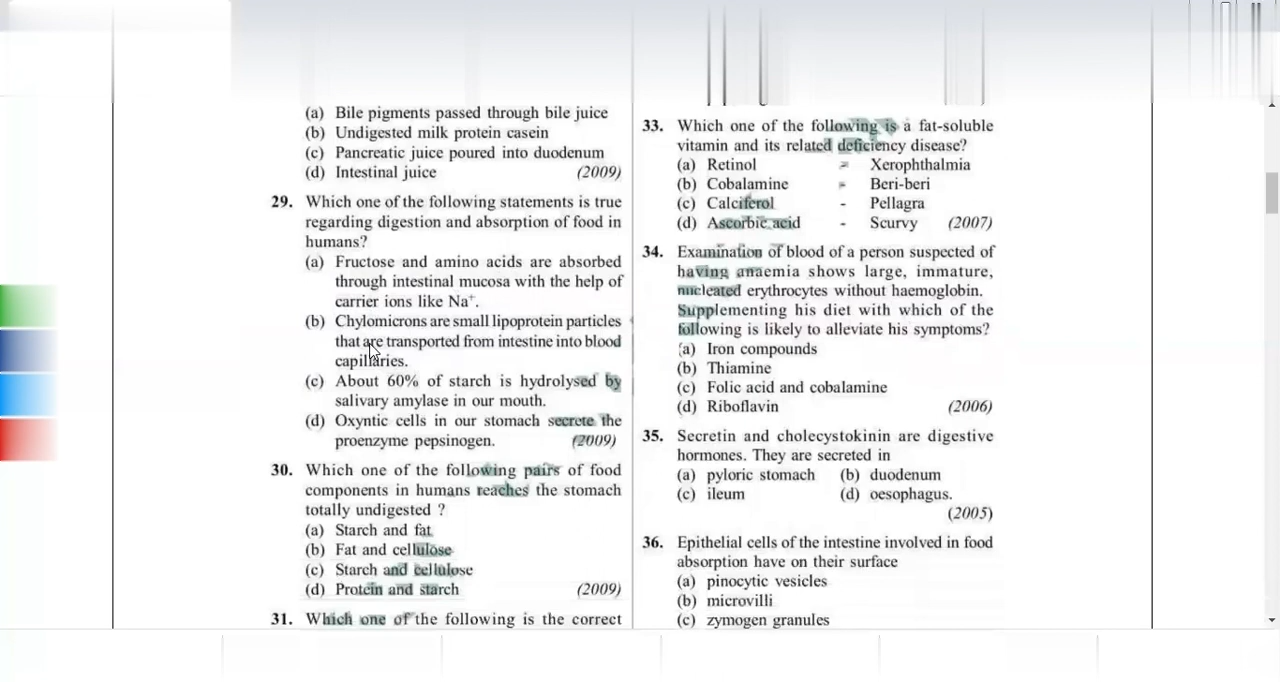 (a) Bile pigments passed through bile juice
(b) Undigested milk protein casein
(c) Pancreatic juice poured into duodenum
(d) Intestinal juice (2009)
29. Which one of the following statements is true
regarding digestion and absorption of food in
humans?
(a) Fructose and amino acids are absorbed
through intestinal mucosa with the help of
carrier ions like Na⁺.
(b) Chylomicrons are small lipoprotein particles
that are transported from intestine into blood
capillaries.
(c) About 60% of starch is hydrolysed by
salivary amylase in our mouth.
(d) Oxyntic cells in our stomach secrete the
proenzyme pepsinogen. (2009)
30. Which one of the following pairs of food
components in humans reaches the stomach
totally undigested ?
(a) Starch and fat
(b) Fat and cellulose
(c) Starch and cellulose
(d) Protein and starch (2009)
31. Which one of the following is the correct
33. Which one of the following is a fat-soluble
vitamin and its related deficiency disease?
(a) Retinol - Xerophthalmia
(b) Cobalamine - Beri-beri
(c) Calciferol - Pellagra
(d) Ascorbic acid - Scurvy (2007)
34. Examination of blood of a person suspected of
having anaemia shows large, immature,
nucleated erythrocytes without haemoglobin.
Supplementing his diet with which of the
following is likely to alleviate his symptoms?
(a) Iron compounds
(b) Thiamine
(c) Folic acid and cobalamine
(d) Riboflavin (2006)
35. Secretin and cholecystokinin are digestive
hormones. They are secreted in
(a) pyloric stomach (b) duodenum
(c) ileum (d) oesophagus.
(2005)
36. Epithelial cells of the intestine involved in food
absorption have on their surface
(a) pinocytic vesicles
(b) microvilli
(c) zymogen granules